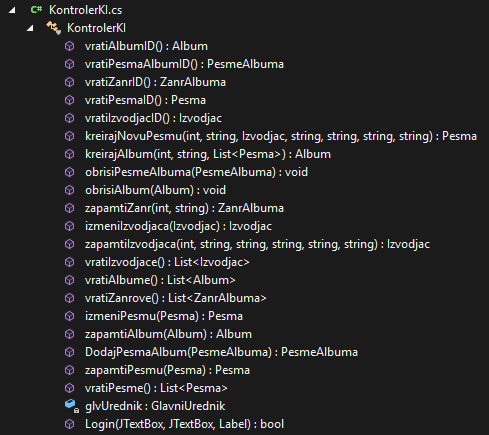 C# KontrolerKI.cs
KontrolerKI
vratiAlbumID() : Album
vratiPesmaAlbumID() : PesmeAlbuma
vratiZanrID() : ZanrAlbuma
vratiPesmaID() : Pesma
vratiIzvodjacID() : Izvodjac
kreirajNovuPesmu(int, string, Izvodjac, string, string, string, string) : Pesma
kreirajAlbum(int, string, List<Pesma>) : Album
obrisiPesmeAlbuma(PesmeAlbuma) : void
obrisiAlbum(Album) : void
zapamtiZanr(int, string) : ZanrAlbuma
izmeniIzvodjaca(Izvodjac) : Izvodjac
zapamtiIzvodjaca(int, string, string, string, string, string) : Izvodjac
vratiIzvodjace() : List<Izvodjac>
vratiAlbume() : List<Album>
vratiZanrove() : List<ZanrAlbuma>
izmeniPesmu(Pesma) : Pesma
zapamtiAlbum(Album) : Album
DodajPesmaAlbum(PesmeAlbuma) : PesmeAlbuma
zapamtiPesmu(Pesma) : Pesma
vratiPesme() : List<Pesma>
glvUrednik : GlavniUrednik
Login(JTextBox, JTextBox, Label) : bool